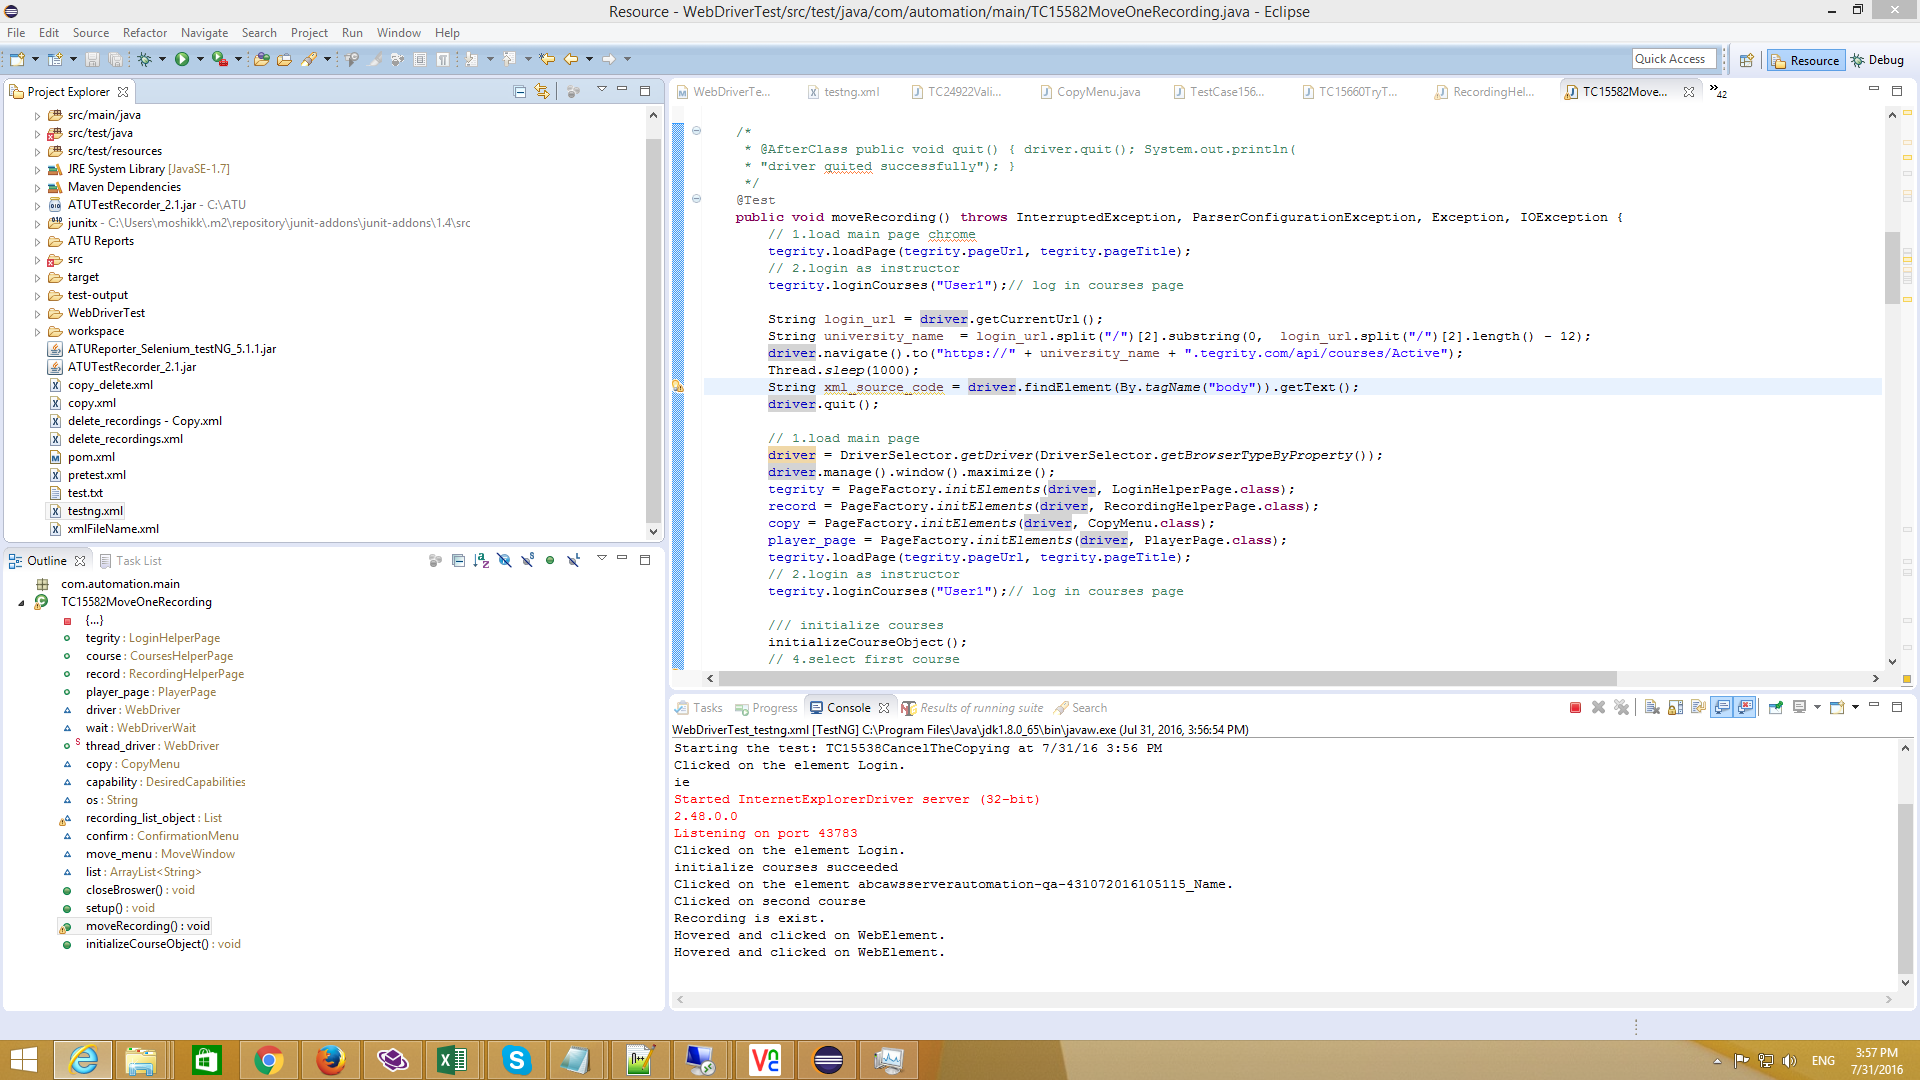 Resource - WebDriverTest/src/test/java/com/automation/main/TC15582MoveOneRecording.java - Eclipse
File Edit Source Refactor Navigate Search Project Run Window Help
Quick Access
Resource
Debug
Project Explorer
src/main/java
src/test/java
src/test/resources
JRE System Library [JavaSE-1.7]
Maven Dependencies
ATUTestRecorder_2.1.jar - C:\ATU
junitx - C:\Users\moshikk\.m2\repository\junit-addons\junit-addons\1.4\src
ATU Reports
src
target
test-output
WebDriverTest
workspace
ATUReporter_Selenium_testNG_5.1.1.jar
ATUTestRecorder_2.1.jar
copy_delete.xml
copy.xml
delete_recordings - Copy.xml
delete_recordings.xml
pom.xml
pretest.xml
test.txt
testng.xml
xmlFileName.xml
Outline
Task List
com.automation.main
TC15582MoveOneRecording
{...}
tegrity : LoginHelperPage
course : CoursesHelperPage
record : RecordingHelperPage
player_page : PlayerPage
driver : WebDriver
wait : WebDriverWait
thread_driver : WebDriver
copy : CopyMenu
capability : DesiredCapabilities
os : String
recording_list_object : List
confirm : ConfirmationMenu
move_menu : MoveWindow
list : ArrayList<String>
closeBroswer() : void
setup() : void
moveRecording() : void
initializeCourseObject() : void
WebDriverTe... testng.xml TC24922Vali... CopyMenu.java TestCase156... TC15660TryT... RecordingHel... TC15582Move... »42
/*
* @AfterClass public void quit() { driver.quit(); System.out.println(
* "driver quited successfully"); }
*/
@Test
public void moveRecording() throws InterruptedException, ParserConfigurationException, Exception, IOException {
// 1.load main page chrome
tegrity.loadPage(tegrity.pageUrl, tegrity.pageTitle);
// 2.login as instructor
tegrity.loginCourses("User1");// log in courses page
String login_url = driver.getCurrentUrl();
String university_name  = login_url.split("/")[2].substring(0,  login_url.split("/")[2].length() - 12);
driver.navigate().to("https://" + university_name + ".tegrity.com/api/courses/Active");
Thread.sleep(1000);
String xml_source_code = driver.findElement(By.tagName("body")).getText();
driver.quit();
// 1.load main page
driver = DriverSelector.getDriver(DriverSelector.getBrowserTypeByProperty());
driver.manage().window().maximize();
tegrity = PageFactory.initElements(driver, LoginHelperPage.class);
record = PageFactory.initElements(driver, RecordingHelperPage.class);
copy = PageFactory.initElements(driver, CopyMenu.class);
player_page = PageFactory.initElements(driver, PlayerPage.class);
tegrity.loadPage(tegrity.pageUrl, tegrity.pageTitle);
// 2.login as instructor
tegrity.loginCourses("User1");// log in courses page
/// initialize courses
initializeCourseObject();
// 4.select first course
Tasks Progress Console Results of running suite Search
WebDriverTest_testng.xml [TestNG] C:\Program Files\Java\jdk1.8.0_65\bin\javaw.exe (Jul 31, 2016, 3:56:54 PM)
Starting the test: TC15538CancelTheCopying at 7/31/16 3:56 PM
Clicked on the element Login.
ie
Started InternetExplorerDriver server (32-bit)
2.48.0.0
Listening on port 43783
Clicked on the element Login.
initialize courses succeeded
Clicked on the element abcawsserverautomation-qa-431072016105115_Name.
Clicked on second course
Recording is exist.
Hovered and clicked on WebElement.
Hovered and clicked on WebElement.
ENG
3:57 PM
7/31/2016